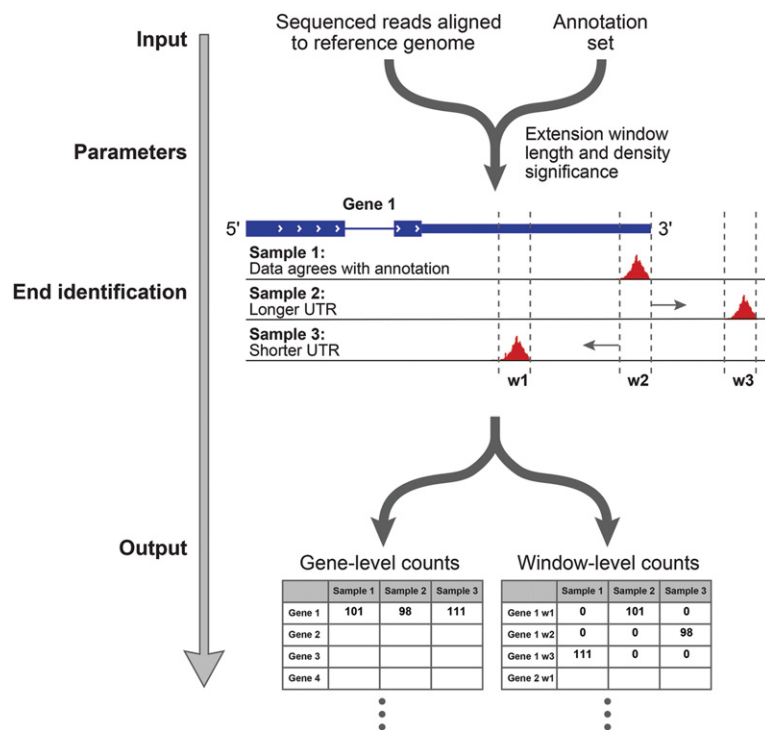 Input
Sequenced reads aligned
to reference genome
Annotation
set
Parameters
Extension window
length and density
significance
Gene 1
5'
3'
End identification
Sample 1:
Data agrees with annotation
Sample 2:
Longer UTR
Sample 3:
Shorter UTR
w1 w2 w3
Output
Gene-level counts
Sample 1 Sample 2 Sample 3
Gene 1 101 98 111
Gene 2
Gene 3
Gene 4
Window-level counts
Sample 1 Sample 2 Sample 3
Gene 1 w1 0 101 0
Gene 1 w2 0 0 98
Gene 1 w3 111 0 0
Gene 2 w1